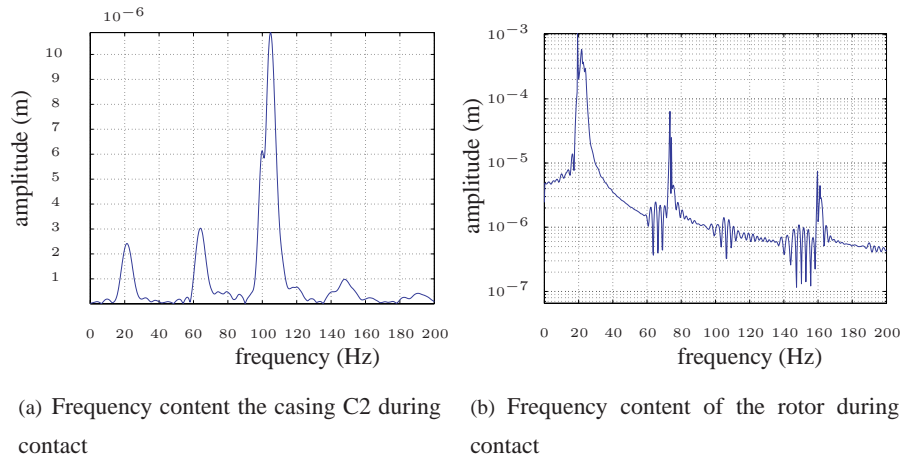 10⁻⁶
10
9
8
7
6
5
4
3
2
1
amplitude (m)
0 20 40 60 80 100 120 140 160 180 200
frequency (Hz)
10⁻³
10⁻⁴
10⁻⁵
10⁻⁶
10⁻⁷
amplitude (m)
0 20 40 60 80 100 120 140 160 180 200
frequency (Hz)
(a) Frequency content the casing C2 during
contact
(b) Frequency content of the rotor during
contact